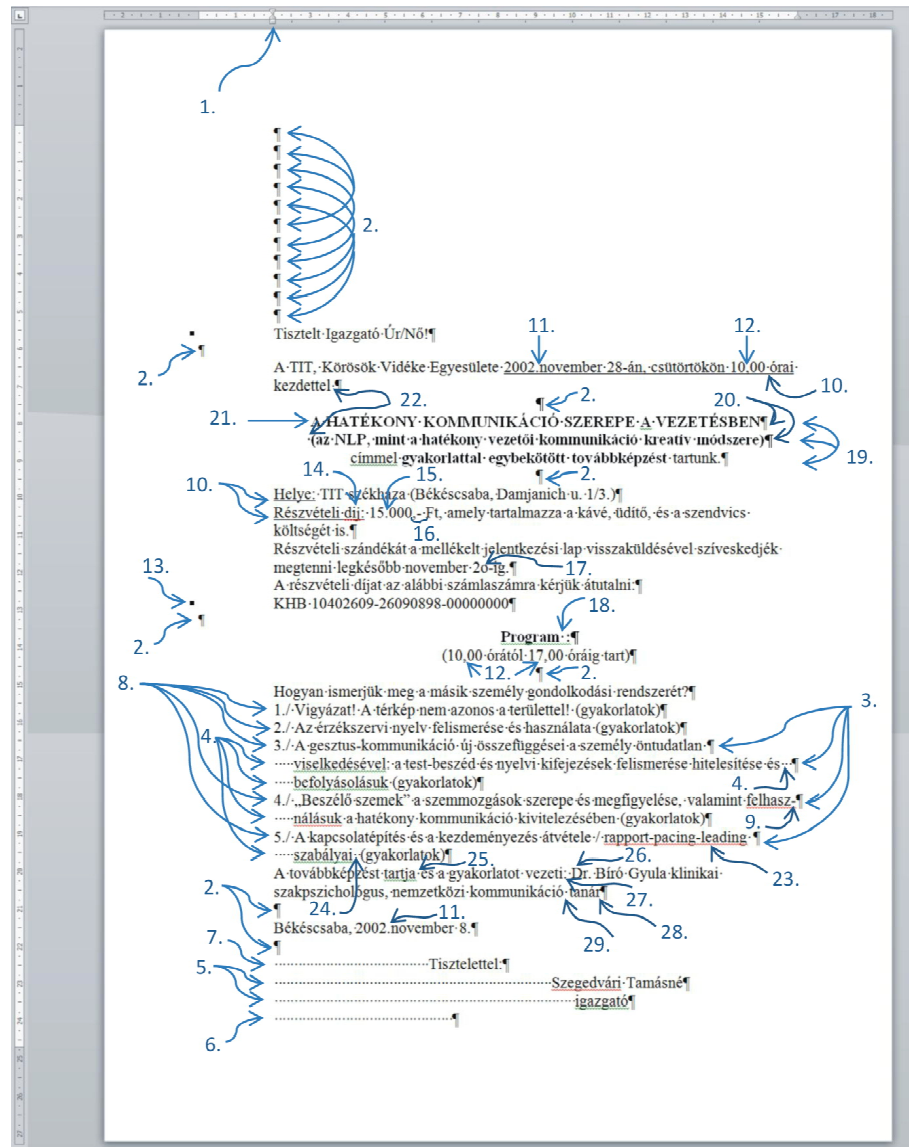 1.
2.
Tisztelt Igazgató Úr/Nő!
11. 12.
2.
A TIT, Körösök Vidéke Egyesülete 2002.november 28-án, csütörtökön 10.00 órai
kezdettel
10.
22. 2. 20.
21.
A HATÉKONY KOMMUNIKÁCIÓ SZEREPE A VEZETÉSBEN
(az NLP, mint a hatékony vezetői kommunikáció kreatív módszere)
címmel gyakorlattal egybekötött továbbképzést tartunk.
19.
14. 15. 2.
10.
Helye: TIT székháza (Békéscsaba, Damjanich u. 1/3.)
Részvételi dij: 15.000,- Ft, amely tartalmazza a kávé, üdítő, és a szendvics
költségét is.
16.
Részvételi szándékát a mellékelt jelentkezési lap visszaküldésével szíveskedjék
megtenni legkésőbb november 2o-ig.
17.
13.
A részvételi díjat az alábbi számlaszámra kérjük átutalni:
KHB 10402609-26090898-00000000
18.
2.
Program :
(10,00 órától 17,00 óráig tart)
12. 2.
8.
Hogyan ismerjük meg a másik személy gondolkodási rendszerét?
3.
1./ Vigyázat! A térkép nem azonos a területtel! (gyakorlatok)
2./ Az érzékszervi nyelv felismerése és használata (gyakorlatok)
4.
3./ A gesztus-kommunikáció új összefüggései a személy öntudatlan
viselkedésével: a test-beszéd és nyelvi kifejezések felismerése hitelesítése és
befolyásolásuk (gyakorlatok)
4.
4./ „Beszélő szemek” a szemmozgások szerepe és megfigyelése, valamint felhasz-
nálásuk a hatékony kommunikáció kivitelezésében (gyakorlatok)
9.
5./ A kapcsolatépítés és a kezdeményezés átvétele / rapport-pacing-leading
szabályai (gyakorlatok)
25. 26. 23.
A továbbképzést tartja és a gyakorlatot vezeti: Dr. Bíró Gyula klinikai
szakpszichológus, nemzetközi kommunikáció tanár
2. 24. 27.
11.
Békéscsaba, 2002.november 8.
29. 28.
7.
Tisztelettel:
5.
Szegedvári Tamásné
igazgató
6.